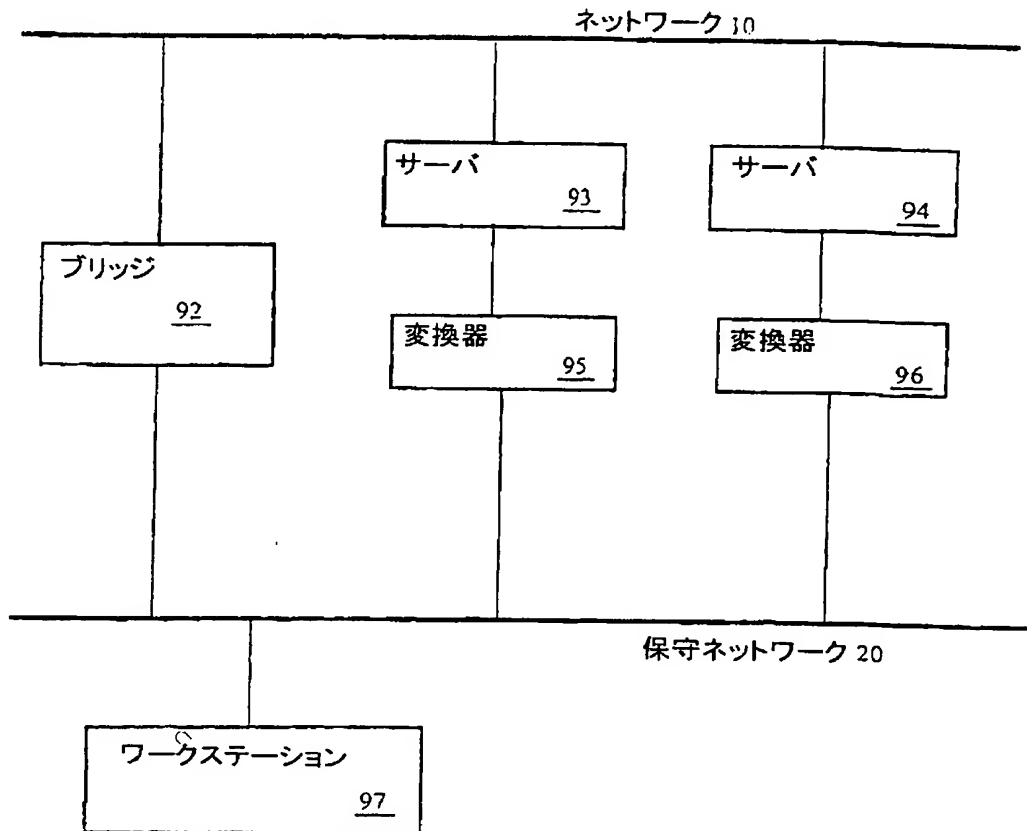 ネットワーク 10
サーバ
93
サーバ
94
ブリッジ
92
変換器
95
変換器
96
保守ネットワーク 20
ワークステーション
97